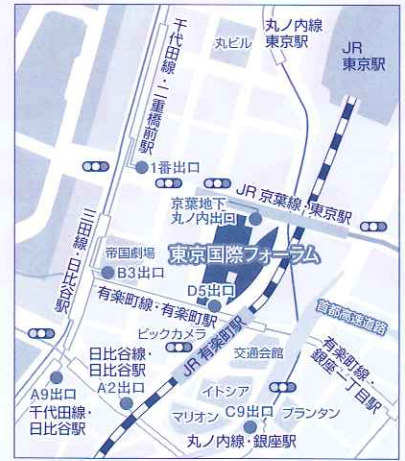 丸ノ内線
東京駅
JR
東京駅
丸ビル
千代田線・二重橋前駅
1番出口
JR京葉線・東京駅
京葉地下
丸ノ内出口
三田線・日比谷駅
帝国劇場
B3出口
東京国際フォーラム
有楽町線・有楽町駅
D5出口
首都高速道路
ビックカメラ
JR有楽町駅
交通会館
有楽町線・
銀座一丁目駅
日比谷線・
日比谷駅
A2出口
A9出口
千代田線・
日比谷駅
イトシア
マリオン
C9出口
プランタン
丸ノ内線・銀座駅